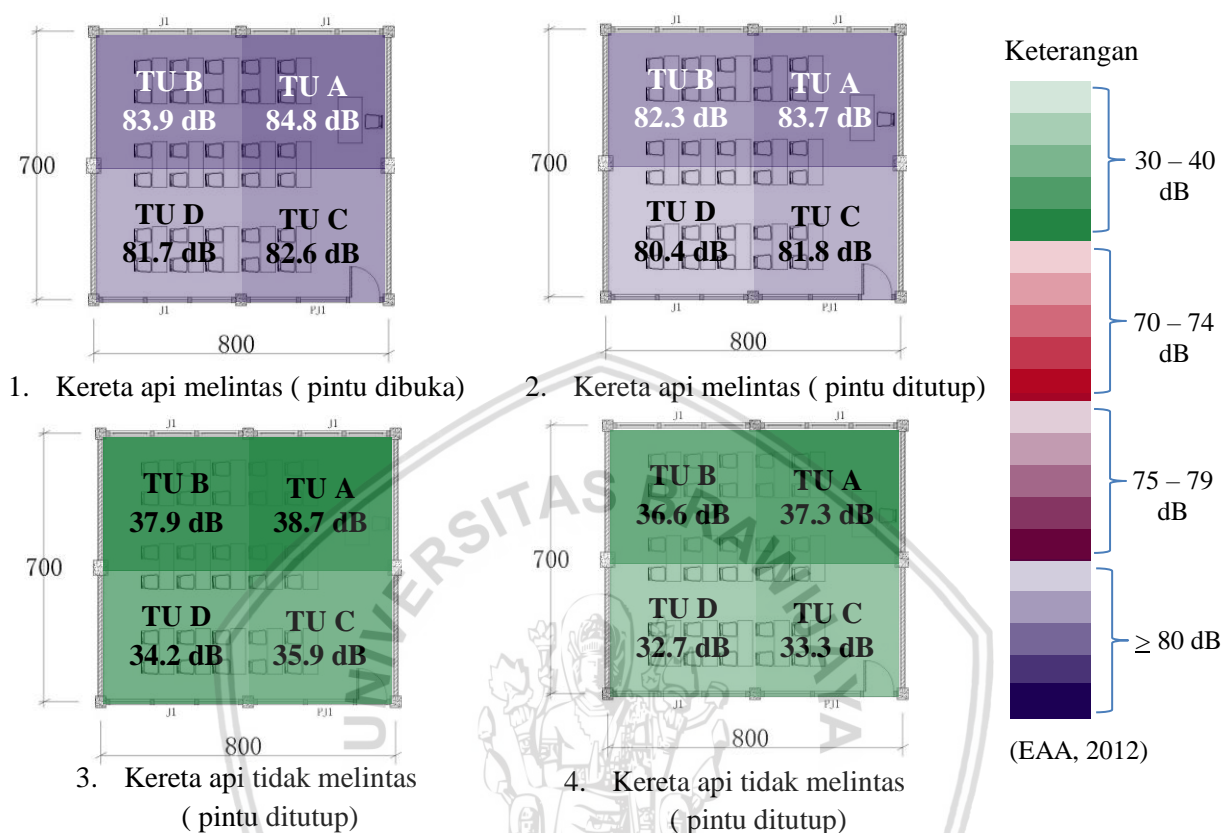 J1
TU B
83.9 dB
TU A
84.8 dB
TU D
81.7 dB
TU C
82.6 dB
700
J1
PJ1
800
1. Kereta api melintas ( pintu dibuka)
J1
TU B
82.3 dB
TU A
83.7 dB
TU D
80.4 dB
TU C
81.8 dB
700
J1
PJ1
800
2. Kereta api melintas ( pintu ditutup)
J1
J1
TU B
37.9 dB
TU A
38.7 dB
TU D
34.2 dB
TU C
35.9 dB
700
J1
PJ1
800
3. Kereta api tidak melintas
( pintu ditutup)
J1
J1
TU B
36.6 dB
TU A
37.3 dB
TU D
32.7 dB
TU C
33.3 dB
700
J1
PJ1
800
4. Kereta api tidak melintas
( pintu ditutup)
Keterangan
30 – 40
dB
70 – 74
dB
75 – 79
dB
≥ 80 dB
(EAA, 2012)
UNIVERSITAS BRAWIJAYA